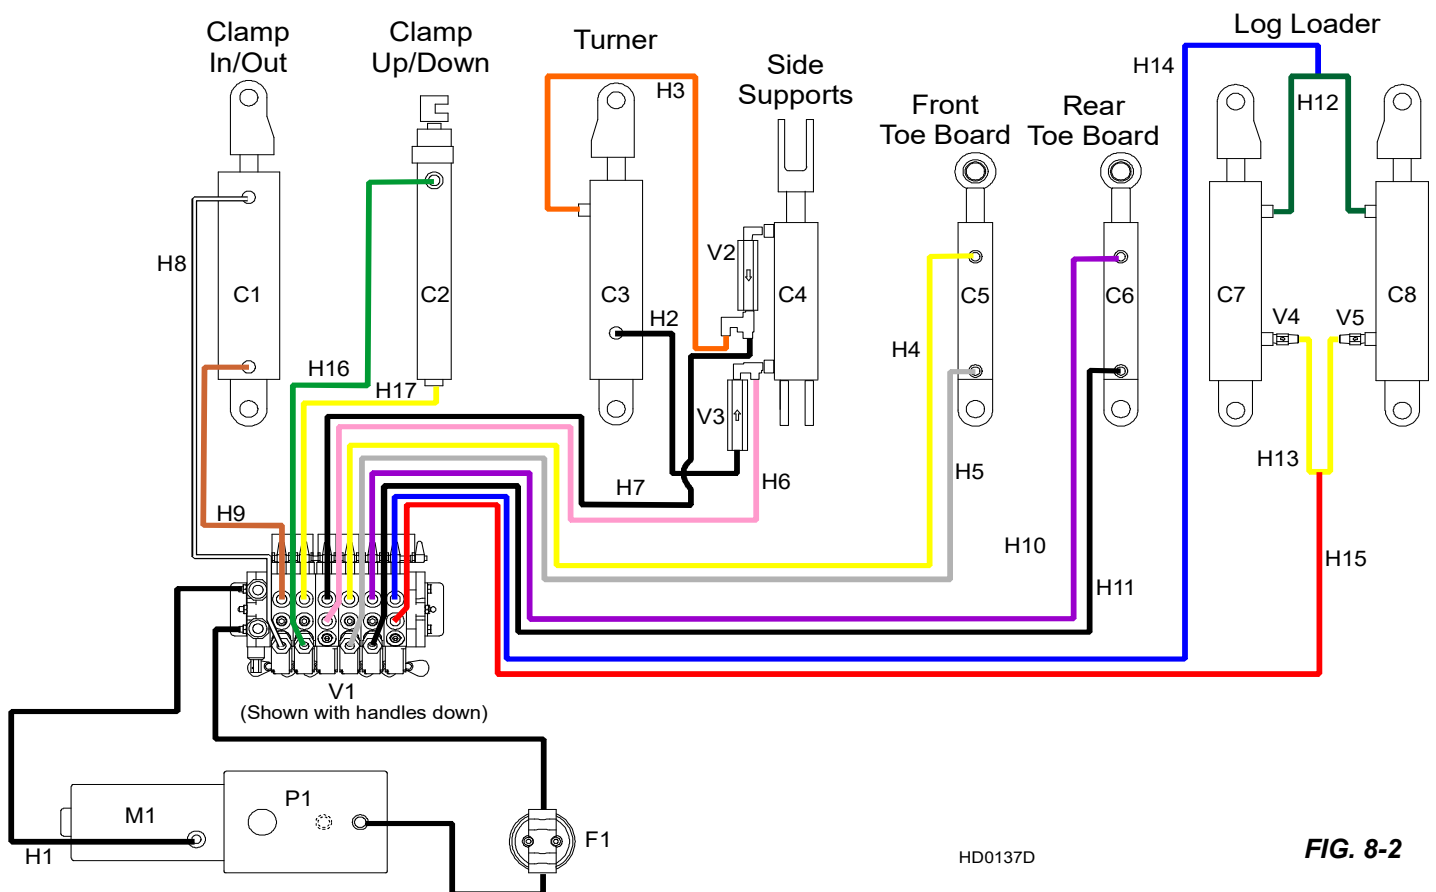 Clamp
In/Out
Clamp
Up/Down
Turner
Side
Supports
Front
Toe Board
Rear
Toe Board
Log Loader
H14
H3
H12
H8
V2
C1
C2
C3
C4
C5
C6
C7
C8
H2
V4
V5
H4
H16
H17
V3
H13
H5
H6
H7
H9
H10
H15
H11
V1
(Shown with handles down)
M1
P1
F1
H1
HD0137D
FIG. 8-2